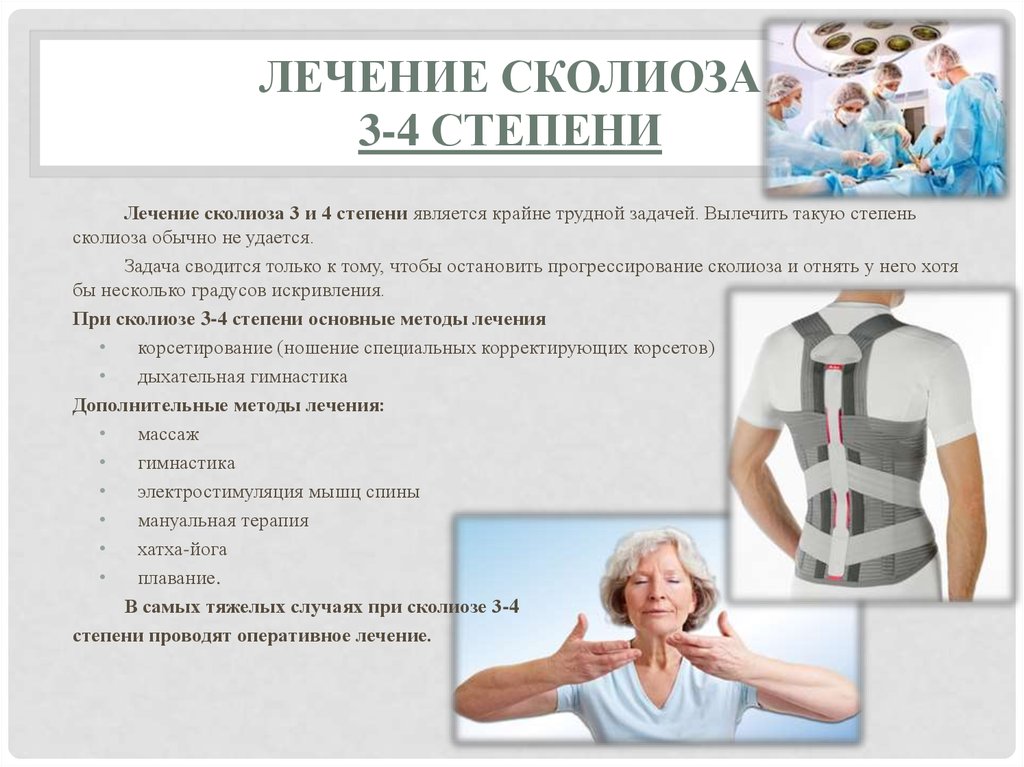 ЛЕЧЕНИЕ СКОЛИОЗА
3-4 СТЕПЕНИ
Лечение сколиоза 3 и 4 степени является крайне трудной задачей. Вылечить такую степень
сколиоза обычно не удается.
Задача сводится только к тому, чтобы остановить прогрессирование сколиоза и отнять у него хотя
бы несколько градусов искривления.
При сколиозе 3-4 степени основные методы лечения
• корсетирование (ношение специальных корректирующих корсетов)
• дыхательная гимнастика
Дополнительные методы лечения:
• массаж
• гимнастика
• электростимуляция мышц спины
• мануальная терапия
• хатха-йога
• плавание.
В самых тяжелых случаях при сколиозе 3-4
степени проводят оперативное лечение.